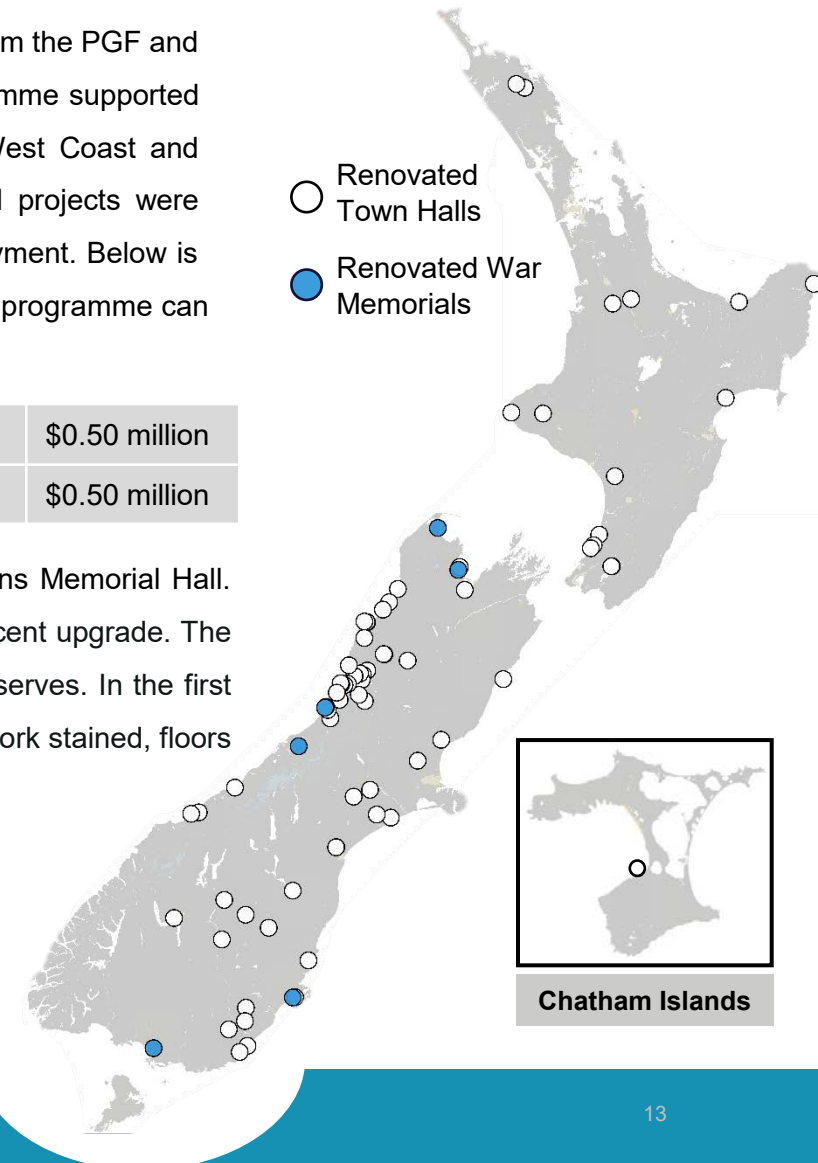 m the PGF and
mme supported
West Coast and
projects were
yment. Below is
programme can
$0.50 million
$0.50 million
ns Memorial Hall.
cent upgrade. The
serves. In the first
ork stained, floors
Renovated
Town Halls
Renovated War
Memorials
Chatham Islands
13